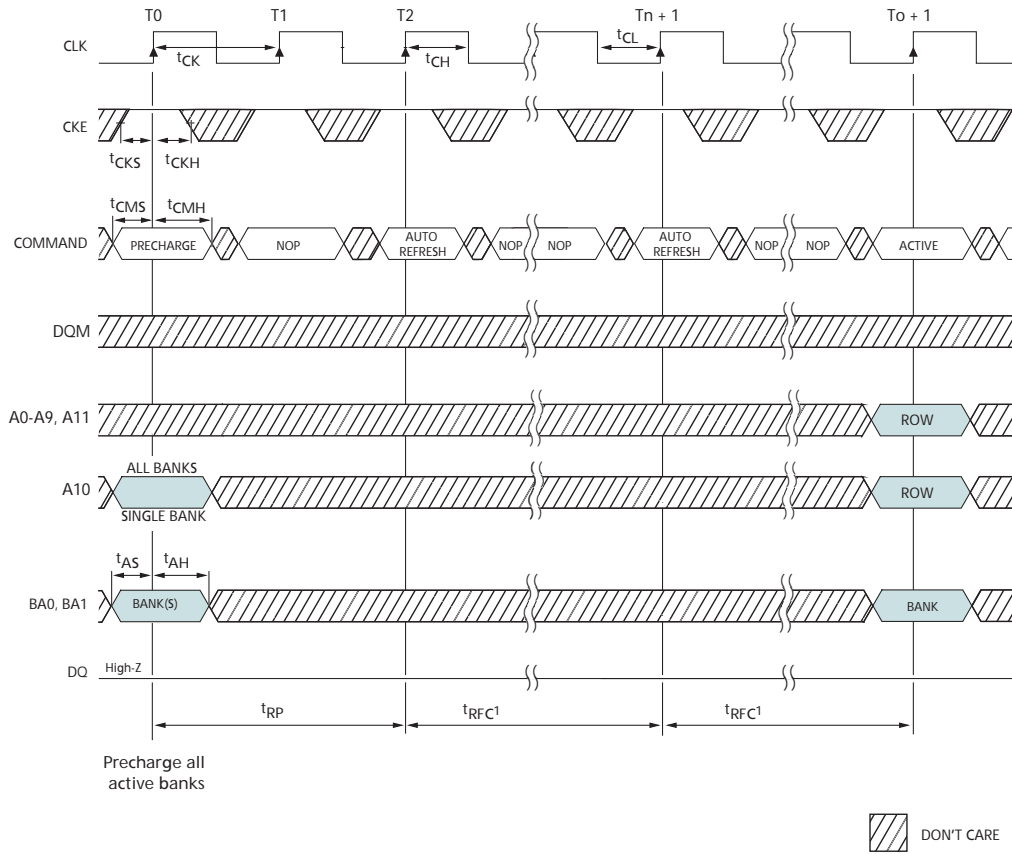 T0 T1 T2 Tn + 1 To + 1
CLK
tCK tCH tCL
CKE
tCKS tCKH
tCMS tCMH
COMMAND PRECHARGE NOP AUTO REFRESH NOP NOP AUTO REFRESH NOP NOP ACTIVE
DQM
A0-A9, A11 ROW
ALL BANKS
A10 ROW
SINGLE BANK
tAS tAH
BA0, BA1 BANK(S) BANK
DQ High-Z
tRP tRFC1 tRFC1
Precharge all
active banks
DON'T CARE